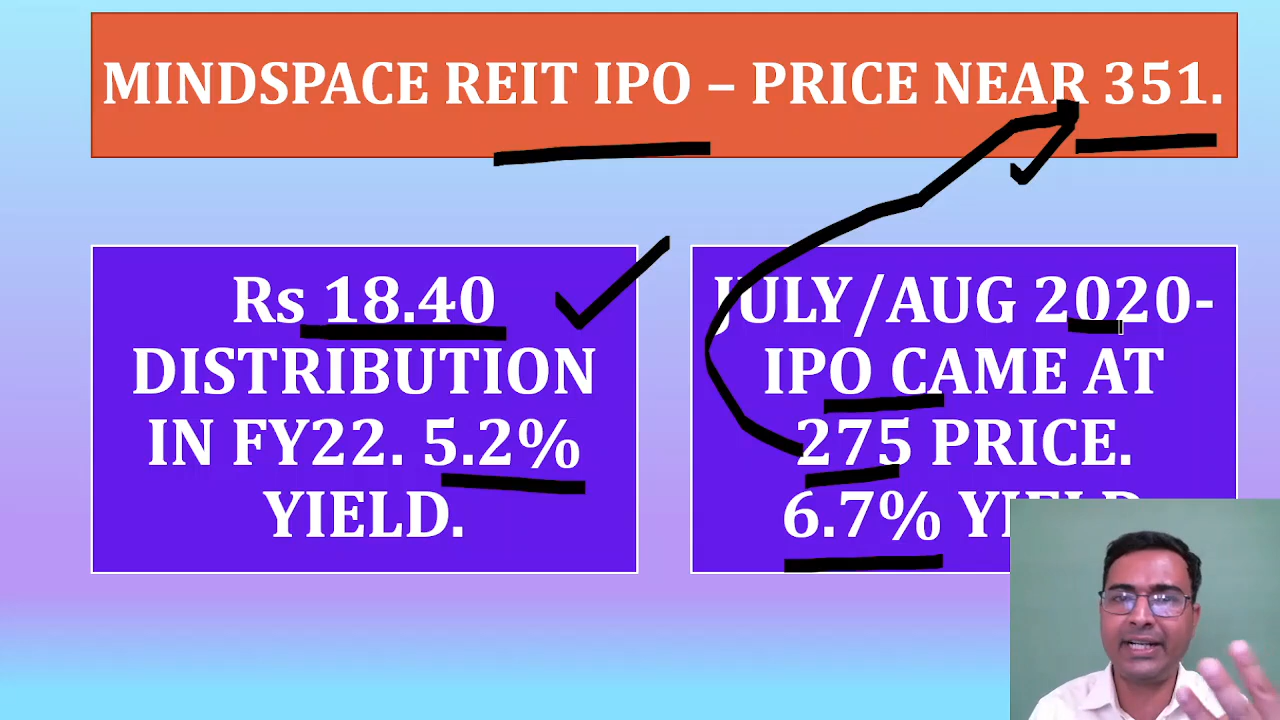 MINDSPACE REIT IPO – PRICE NEAR 351.
Rs 18.40
DISTRIBUTION
IN FY22. 5.2%
YIELD.
JULY/AUG 2020-
IPO CAME AT
275 PRICE.
6.7% YIELD